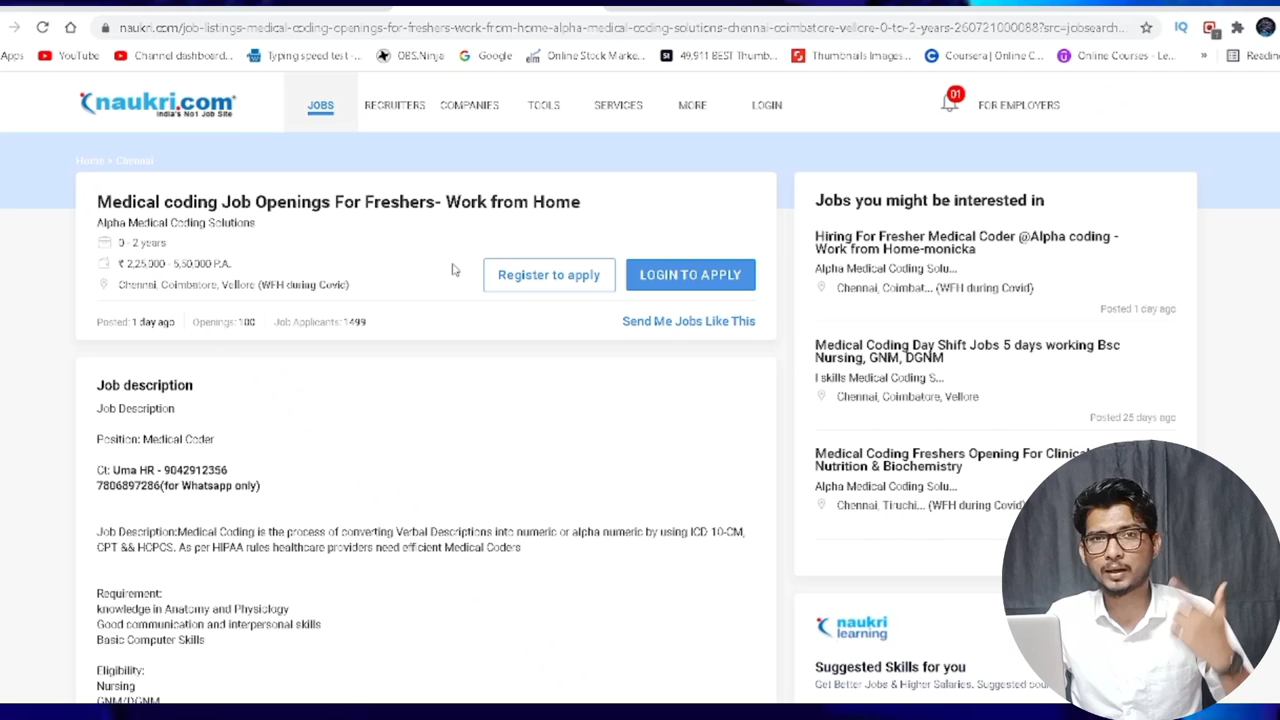 naukri.com/job-listings-medical-coding-openings-for-freshers-work-from-home-alpha-medical-coding-solutions-chennai-coimbatore-vellore-0-to-2-years-260721000088?src=jobsearch...
Apps YouTube Channel dashboard... Typing speed test -... OBS.Ninja Google Online Stock Marke... 49,911 BEST Thumb... Thumbnails Images... Coursera | Online C... Online Courses - Le... » Reading
naukri.com
India's No1 Job Site
JOBS RECRUITERS COMPANIES TOOLS SERVICES MORE LOGIN 01 FOR EMPLOYERS
Home > Chennai
Medical coding Job Openings For Freshers- Work from Home
Alpha Medical Coding Solutions
0 - 2 years
₹ 2,25,000 - 5,50,000 P.A.
Chennai, Coimbatore, Vellore (WFH during Covid)
Register to apply LOGIN TO APPLY
Posted: 1 day ago Openings: 100 Job Applicants: 1499
Send Me Jobs Like This
Job description
Job Description
Position: Medical Coder
Ct: Uma HR - 9042912356
7806897286(for Whatsapp only)
Job Description:Medical Coding is the process of converting Verbal Descriptions into numeric or alpha numeric by using ICD 10-CM,
CPT && HCPCS. As per HIPAA rules healthcare providers need efficient Medical Coders
Requirement:
knowledge in Anatomy and Physiology
Good communication and interpersonal skills
Basic Computer Skills
Eligibility:
Nursing
GNM/DGNM
Jobs you might be interested in
Hiring For Fresher Medical Coder @Alpha coding -
Work from Home-monicka
Alpha Medical Coding Solu...
Chennai, Coimbat... (WFH during Covid)
Posted 1 day ago
Medical Coding Day Shift Jobs 5 days working Bsc
Nursing, GNM, DGNM
I skills Medical Coding S...
Chennai, Coimbatore, Vellore
Posted 25 days ago
Medical Coding Freshers Opening For Clinical
Nutrition & Biochemistry
Alpha Medical Coding Solu...
Chennai, Tiruchi... (WFH during Covid)
naukri
learning
Suggested Skills for you
Get Better Jobs & Higher Salaries. Suggested